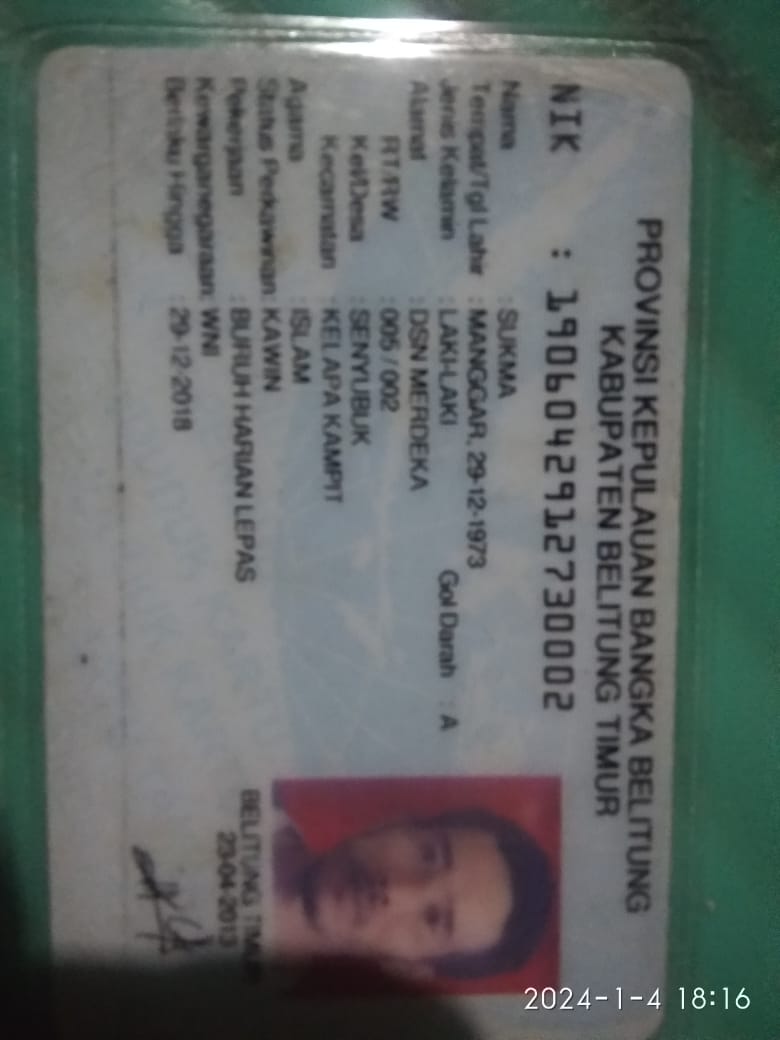 PROVINSI KEPULAUAN BANGKA BELITUNG
KABUPATEN BELITUNG TIMUR
NIK : 1906042912730002
Nama : SUKMA
Tempat/Tgl Lahir : MANGGAR, 29-12-1973
Jenis Kelamin : LAKI-LAKI Gol Darah : A
Alamat : DSN MERDEKA
RT/RW : 005 / 002
Kel/Desa : SENYUBUK
Kecamatan : KELAPA KAMPIT
Agama : ISLAM
Status Perkawinan: KAWIN
Pekerjaan : BURUH HARIAN LEPAS
Kewarganegaraan: WNI
Berlaku Hingga : 29-12-2018
BELITUNG TIMUR
23-04-2013
2024-1-4 18:16